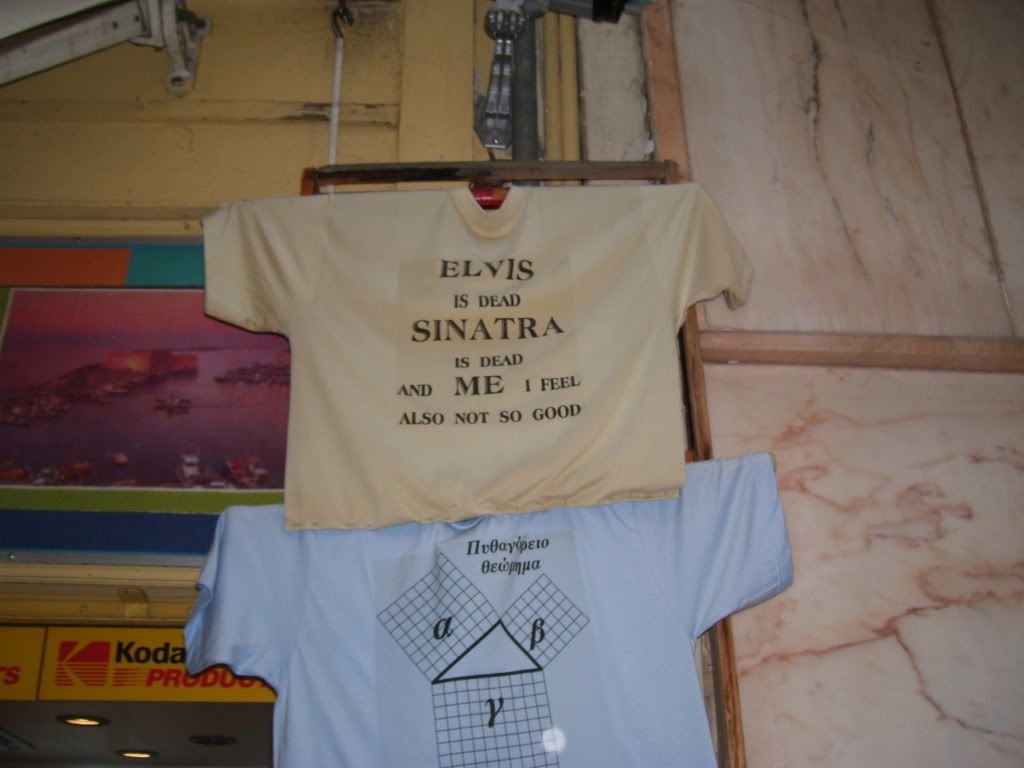 ELVIS
IS DEAD
SINATRA
IS DEAD
AND ME I FEEL
ALSO NOT SO GOOD
Πυθαγόρειο
θεώρημα
α
β
γ
Koda
PRODUC